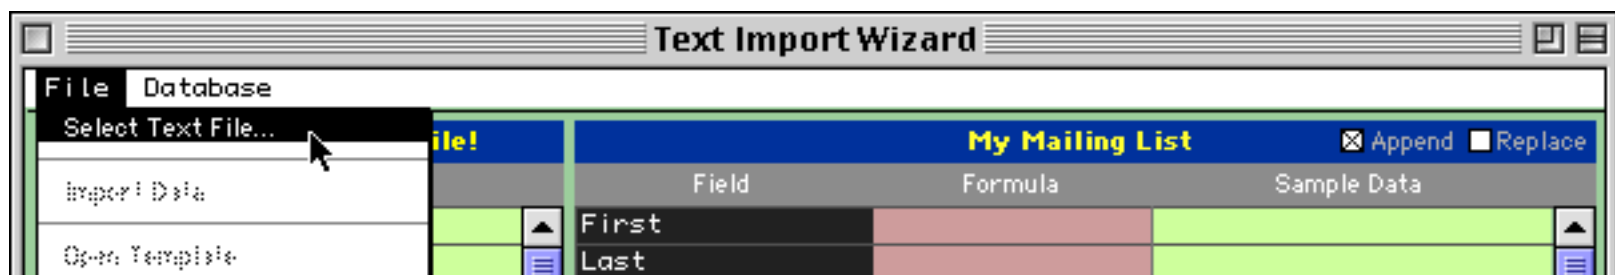 Text Import Wizard
File Database
Select Text File...
ile!
My Mailing List Append Replace
Field Formula Sample Data
Import Data
First
Open Template
Last